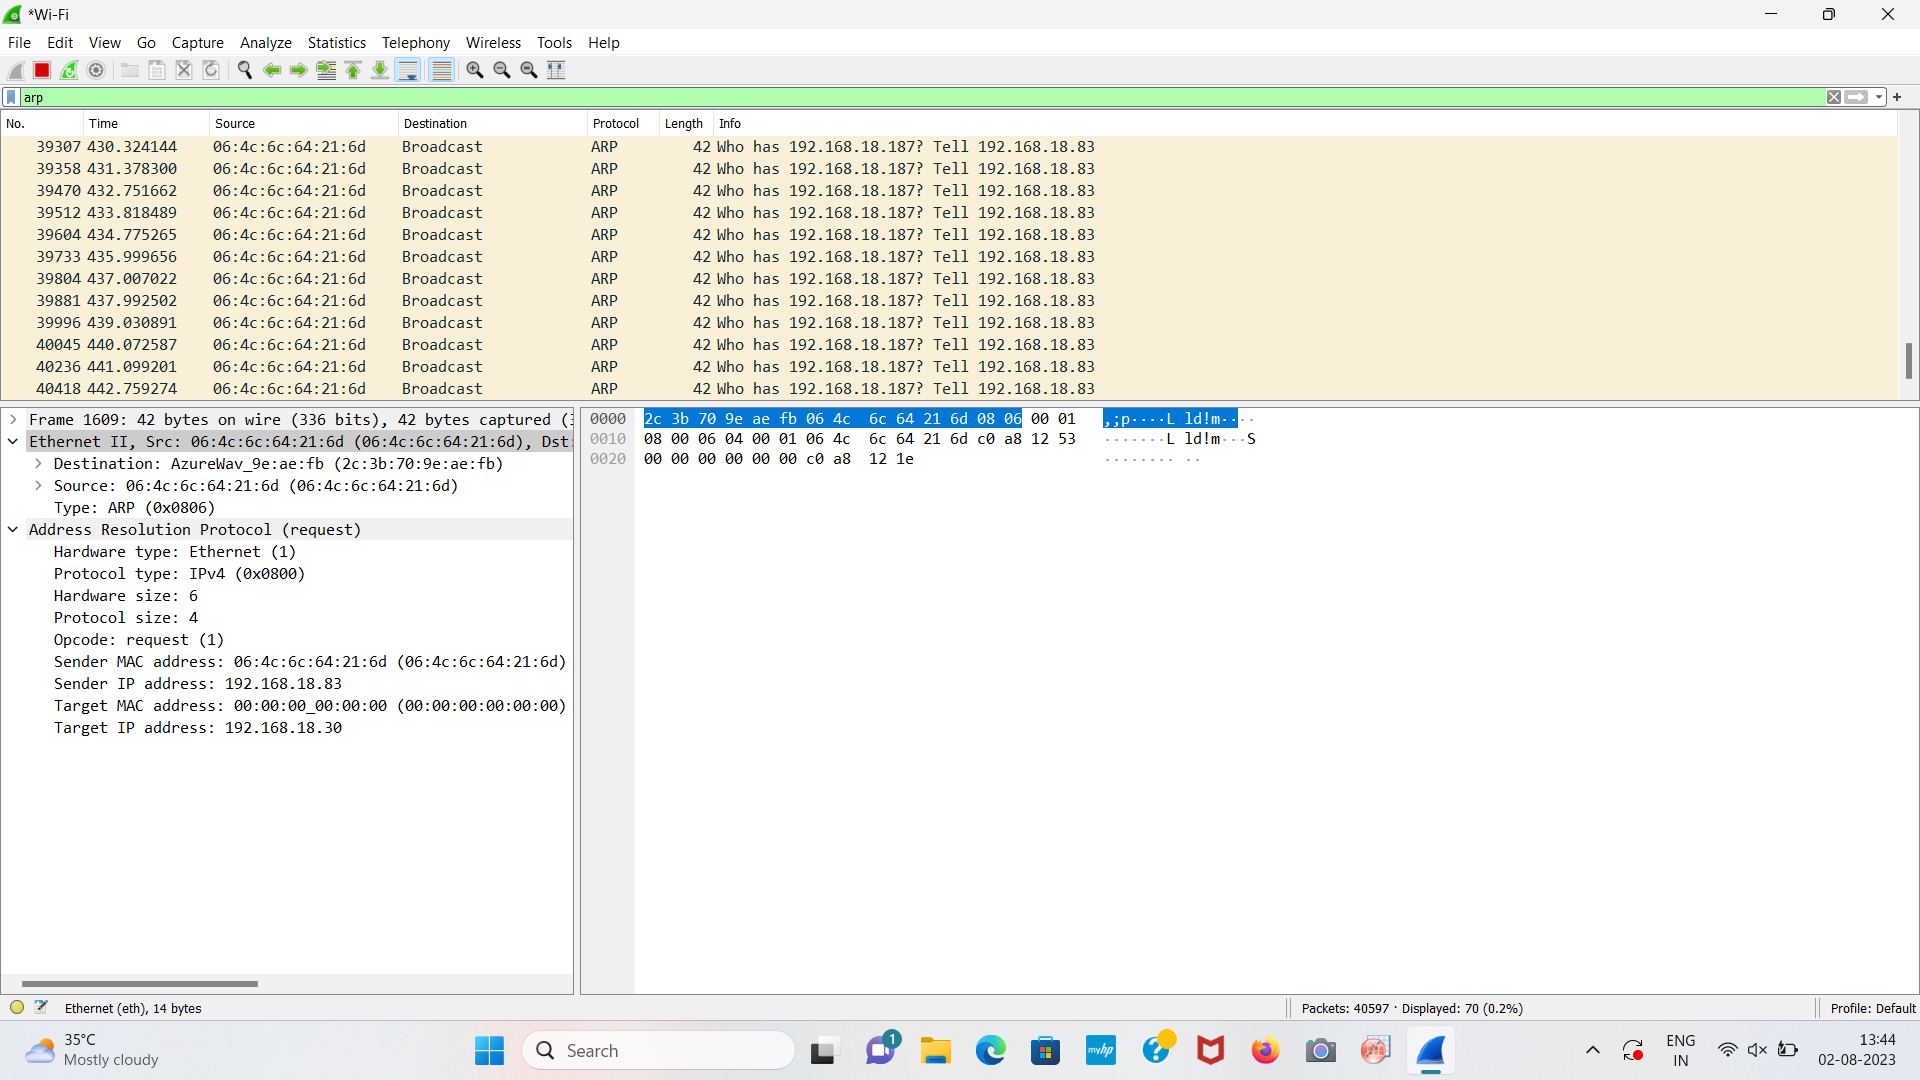 *Wi-Fi
File Edit View Go Capture Analyze Statistics Telephony Wireless Tools Help
arp
No. Time Source Destination Protocol Length Info
39307 430.324144 06:4c:6c:64:21:6d Broadcast ARP 42 Who has 192.168.18.187? Tell 192.168.18.83
39358 431.378300 06:4c:6c:64:21:6d Broadcast ARP 42 Who has 192.168.18.187? Tell 192.168.18.83
39470 432.751662 06:4c:6c:64:21:6d Broadcast ARP 42 Who has 192.168.18.187? Tell 192.168.18.83
39512 433.818489 06:4c:6c:64:21:6d Broadcast ARP 42 Who has 192.168.18.187? Tell 192.168.18.83
39604 434.775265 06:4c:6c:64:21:6d Broadcast ARP 42 Who has 192.168.18.187? Tell 192.168.18.83
39733 435.999656 06:4c:6c:64:21:6d Broadcast ARP 42 Who has 192.168.18.187? Tell 192.168.18.83
39804 437.007022 06:4c:6c:64:21:6d Broadcast ARP 42 Who has 192.168.18.187? Tell 192.168.18.83
39881 437.992502 06:4c:6c:64:21:6d Broadcast ARP 42 Who has 192.168.18.187? Tell 192.168.18.83
39996 439.030891 06:4c:6c:64:21:6d Broadcast ARP 42 Who has 192.168.18.187? Tell 192.168.18.83
40045 440.072587 06:4c:6c:64:21:6d Broadcast ARP 42 Who has 192.168.18.187? Tell 192.168.18.83
40236 441.099201 06:4c:6c:64:21:6d Broadcast ARP 42 Who has 192.168.18.187? Tell 192.168.18.83
40418 442.759274 06:4c:6c:64:21:6d Broadcast ARP 42 Who has 192.168.18.187? Tell 192.168.18.83
Frame 1609: 42 bytes on wire (336 bits), 42 bytes captured (
Ethernet II, Src: 06:4c:6c:64:21:6d (06:4c:6c:64:21:6d), Dst:
Destination: AzureWav_9e:ae:fb (2c:3b:70:9e:ae:fb)
Source: 06:4c:6c:64:21:6d (06:4c:6c:64:21:6d)
Type: ARP (0x0806)
Address Resolution Protocol (request)
Hardware type: Ethernet (1)
Protocol type: IPv4 (0x0800)
Hardware size: 6
Protocol size: 4
Opcode: request (1)
Sender MAC address: 06:4c:6c:64:21:6d (06:4c:6c:64:21:6d)
Sender IP address: 192.168.18.83
Target MAC address: 00:00:00_00:00:00 (00:00:00:00:00:00)
Target IP address: 192.168.18.30
0000 2c 3b 70 9e ae fb 06 4c 6c 64 21 6d 08 06 00 01 ,;p····L ld!m····
0010 08 00 06 04 00 01 06 4c 6c 64 21 6d c0 a8 12 53 ·······L ld!m···S
0020 00 00 00 00 00 00 c0 a8 12 1e ········ ··
Ethernet (eth), 14 bytes
Packets: 40597 · Displayed: 70 (0.2%)
Profile: Default
35°C
Mostly cloudy
Search
1
myhp
ENG
IN
13:44
02-08-2023